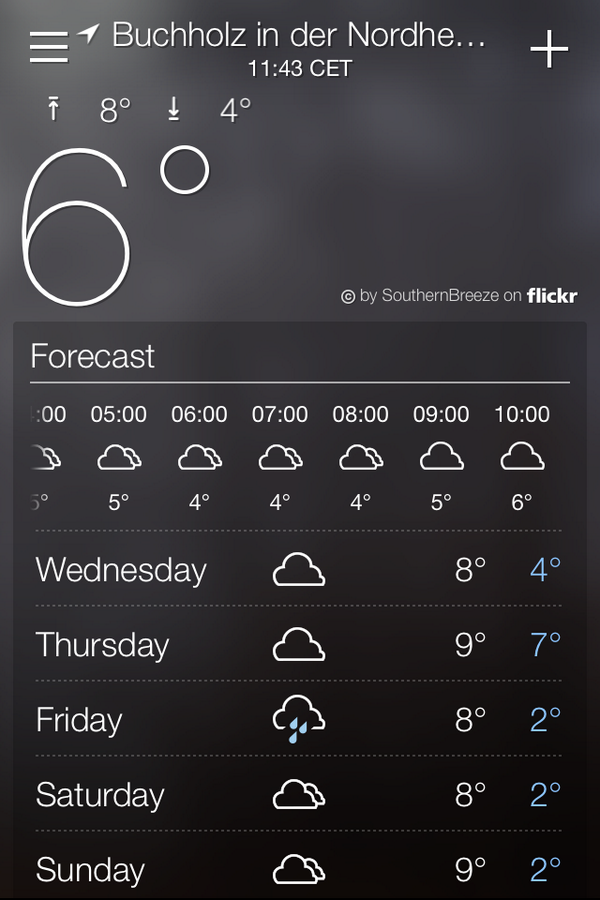 Buchholz in der Nordhe...
11:43 CET
8° 4°
6°
© by SouthernBreeze on flickr
Forecast
:00 05:00 06:00 07:00 08:00 09:00 10:00
5° 5° 4° 4° 4° 5° 6°
Wednesday 8° 4°
Thursday 9° 7°
Friday 8° 2°
Saturday 8° 2°
Sunday 9° 2°